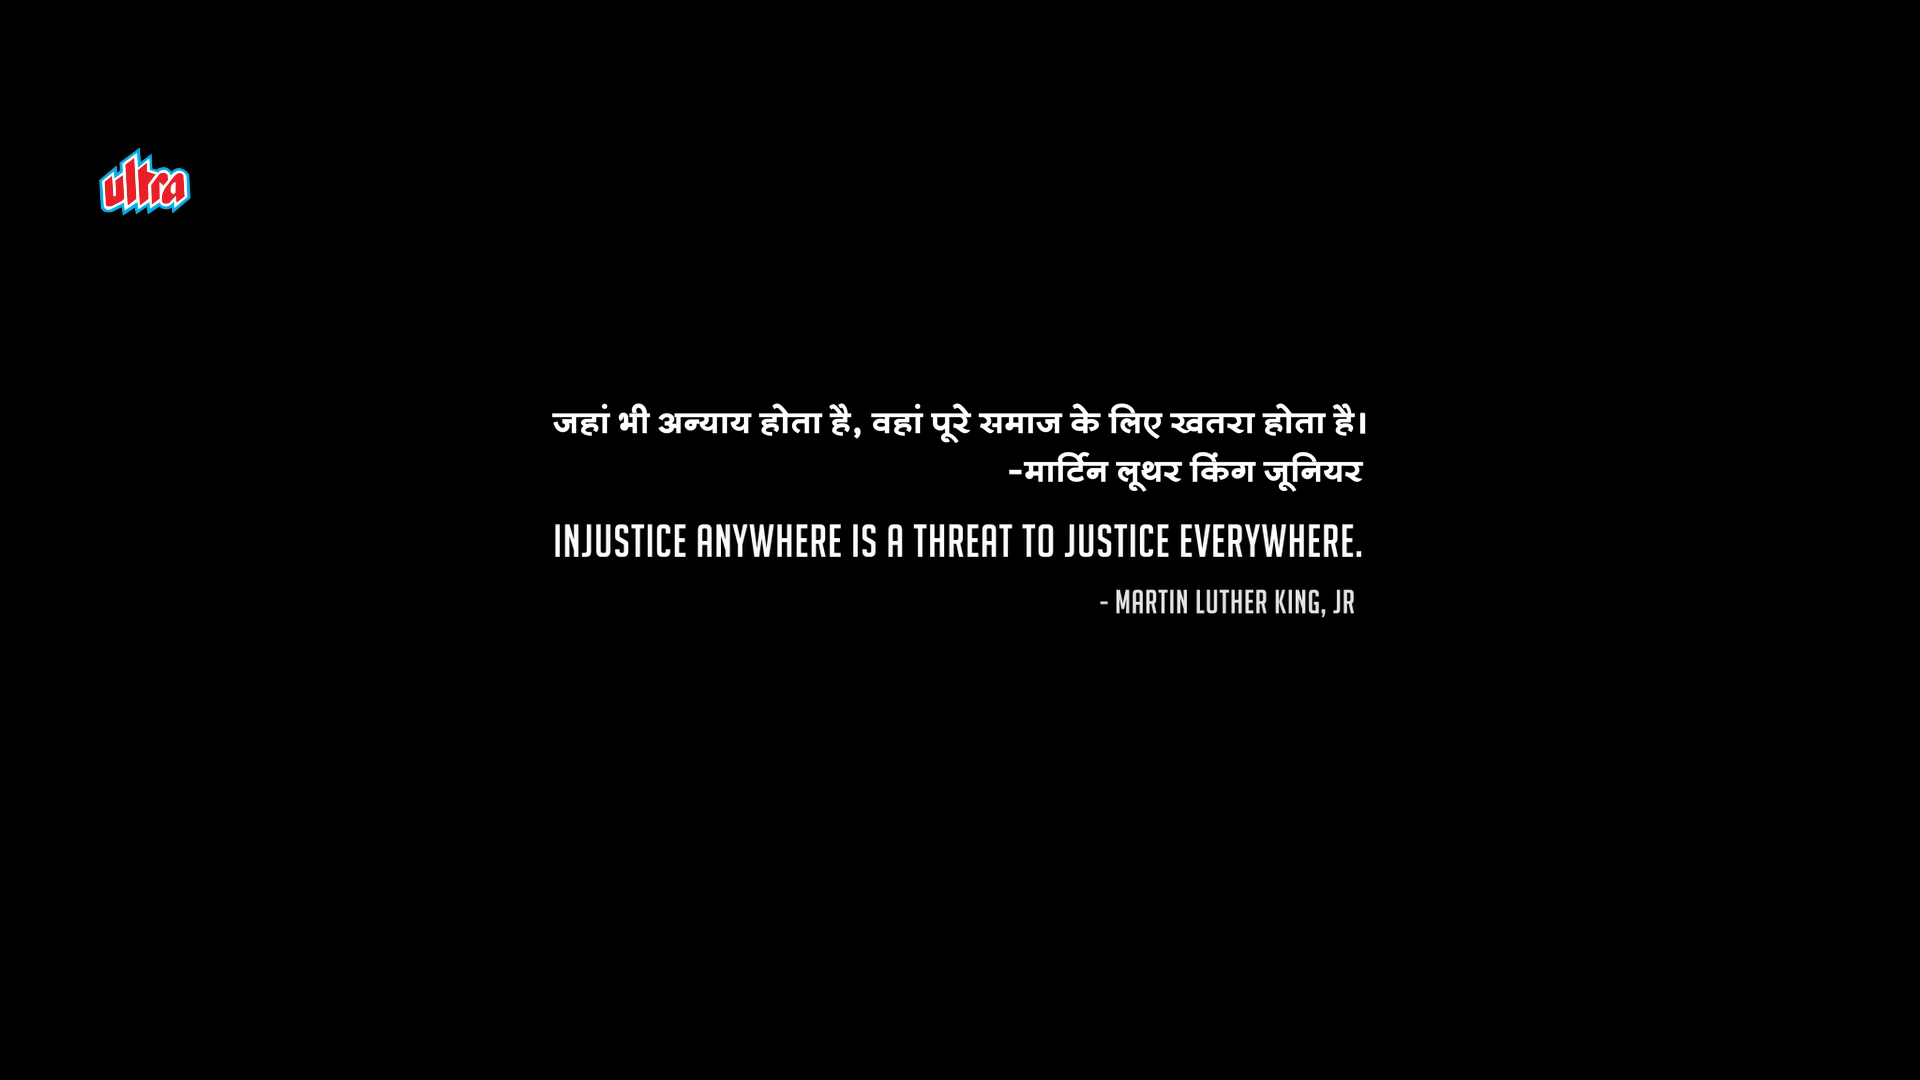 ultra
जहां भी अन्याय होता है, वहां पूरे समाज के लिए खतरा होता है।
-मार्टिन लूथर किंग जूनियर
INJUSTICE ANYWHERE IS A THREAT TO JUSTICE EVERYWHERE.
- MARTIN LUTHER KING, JR